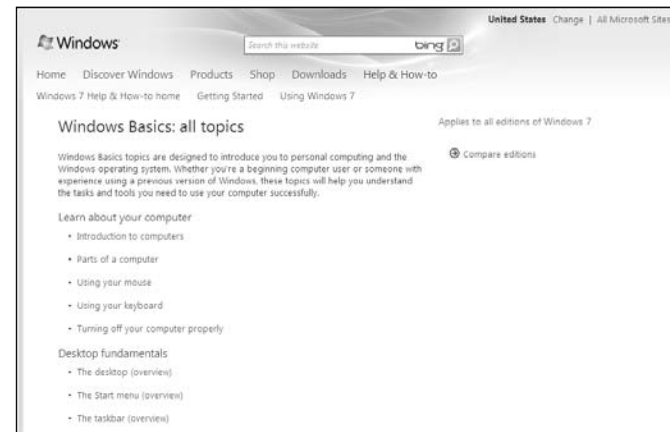 United States Change | All Microsoft Sites
Windows
Search this website bing
Home Discover Windows Products Shop Downloads Help & How-to
Windows 7 Help & How-to home Getting Started Using Windows 7
Windows Basics: all topics
Applies to all editions of Windows 7
Compare editions
Windows Basics topics are designed to introduce you to personal computing and the
Windows operating system. Whether you're a beginning computer user or someone with
experience using a previous version of Windows, these topics will help you understand
the tasks and tools you need to use your computer successfully.
Learn about your computer
• Introduction to computers
• Parts of a computer
• Using your mouse
• Using your keyboard
• Turning off your computer properly
Desktop fundamentals
• The desktop (overview)
• The Start menu (overview)
• The taskbar (overview)